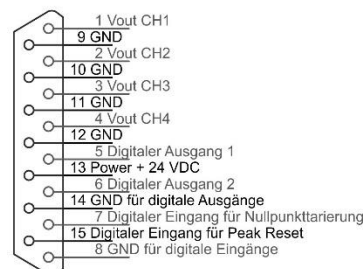 1 Vout CH1
9 GND
2 Vout CH2
10 GND
3 Vout CH3
11 GND
4 Vout CH4
12 GND
5 Digitaler Ausgang 1
13 Power + 24 VDC
6 Digitaler Ausgang 2
14 GND für digitale Ausgänge
7 Digitaler Eingang für Nullpunkttarierung
15 Digitaler Eingang für Peak Reset
8 GND für digitale Eingänge